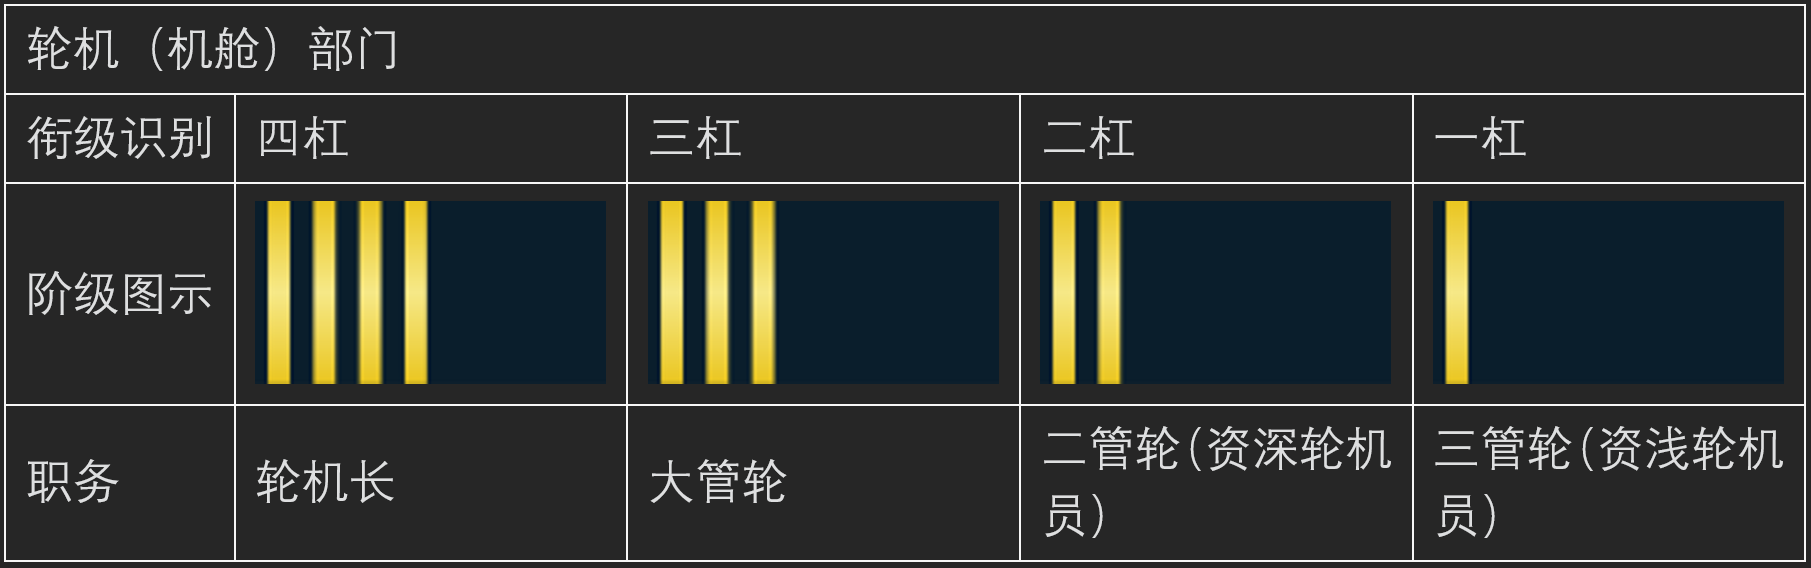 轮机（机舱）部门
衔级识别
四杠
三杠
二杠
一杠
阶级图示
职务
轮机长
大管轮
二管轮(资深轮机
员)
三管轮(资浅轮机
员)